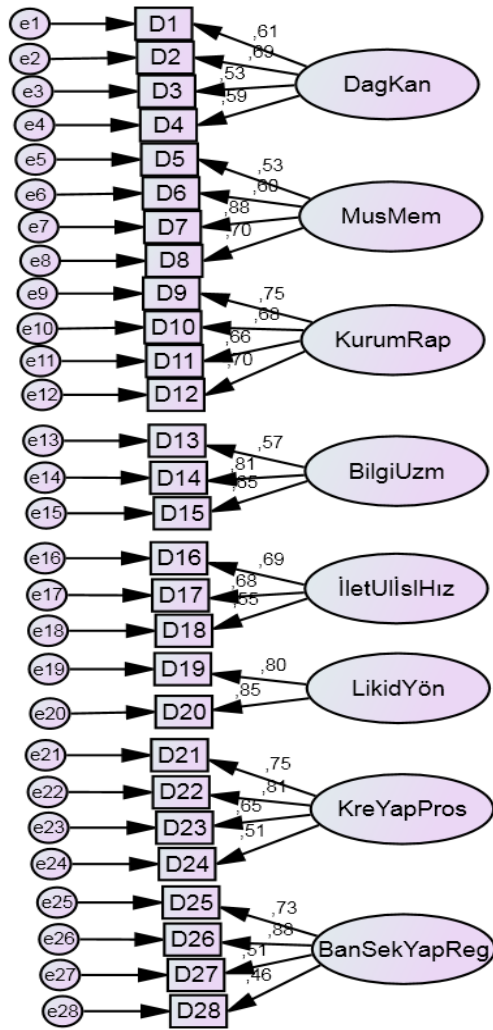 e1 D1 ,61
e2 D2 ,69
e3 D3 ,53 DagKan
e4 D4 ,59
e5 D5 ,53
e6 D6 ,60
e7 D7 ,88 MusMem
e8 D8 ,70
e9 D9 ,75
e10 D10 ,68 KurumRap
e11 D11 ,66
e12 D12 ,70
e13 D13 ,57
e14 D14 ,81 BilgiUzm
e15 D15 ,65
e16 D16 ,69
e17 D17 ,68 İletUlİslHız
e18 D18 ,55
e19 D19 ,80 LikidYön
e20 D20 ,85
e21 D21 ,75
e22 D22 ,81 KreYapPros
e23 D23 ,65
e24 D24 ,51
e25 D25 ,73
e26 D26 ,88 BanSekYapReg
e27 D27 ,51
e28 D28 ,46